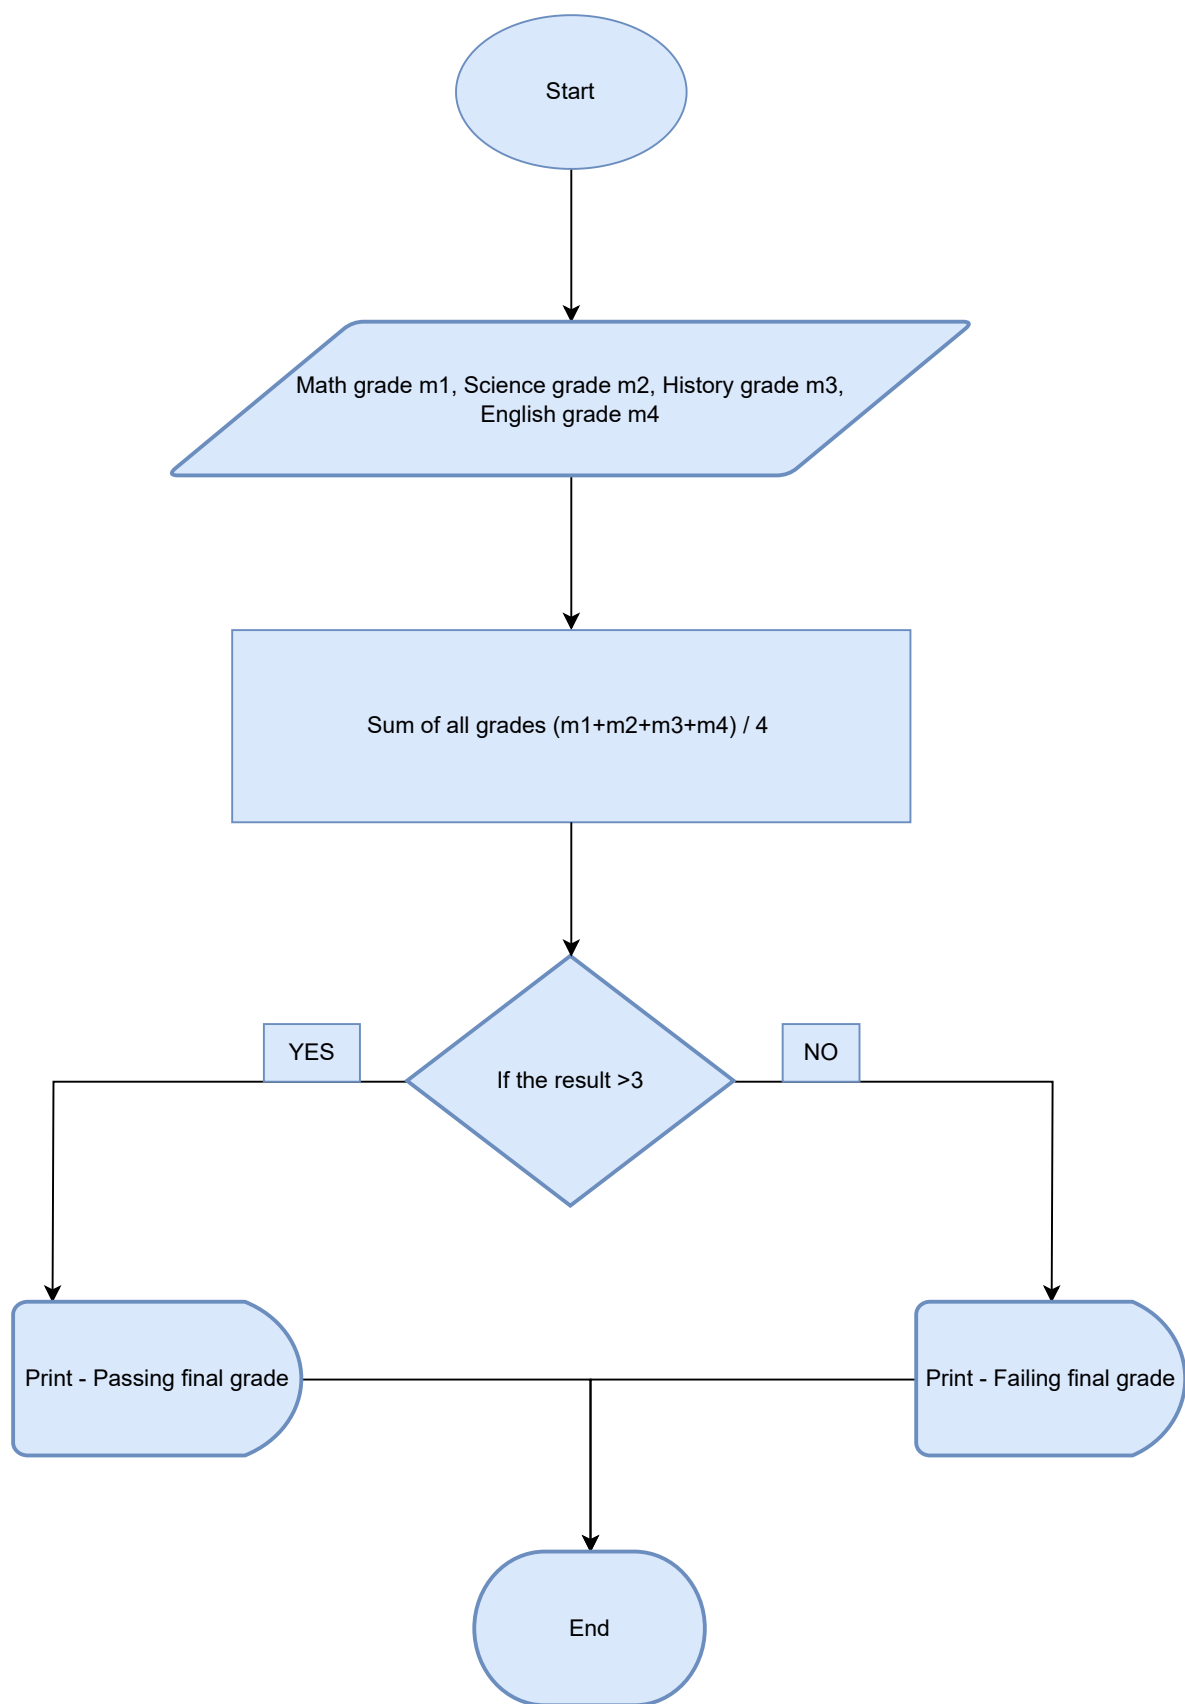 Start
Math grade m1, Science grade m2, History grade m3,
English grade m4
Sum of all grades (m1+m2+m3+m4) / 4
If the result >3
YES
NO
Print - Passing final grade
Print - Failing final grade
End